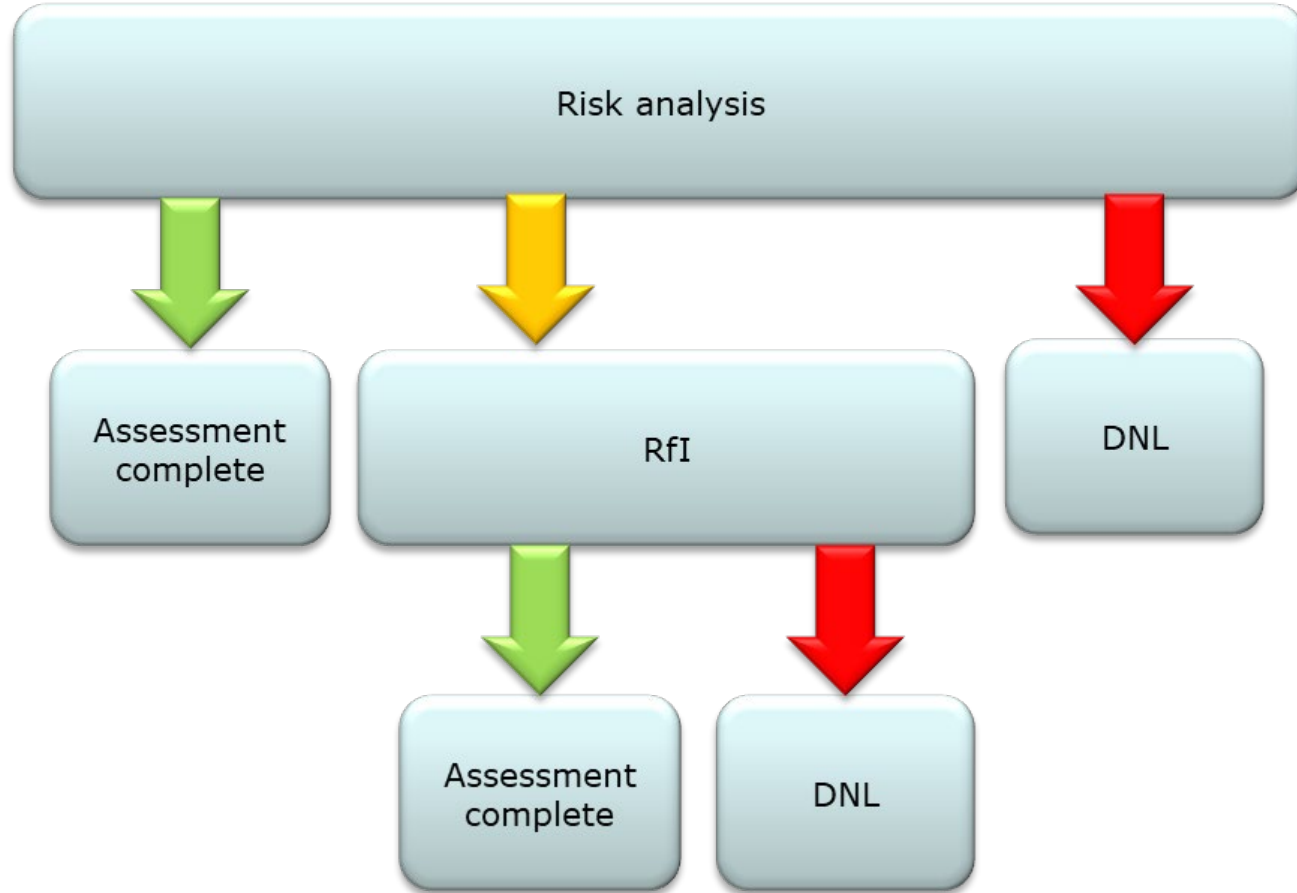 Risk analysis
Assessment
complete
RfI
DNL
Assessment
complete
DNL